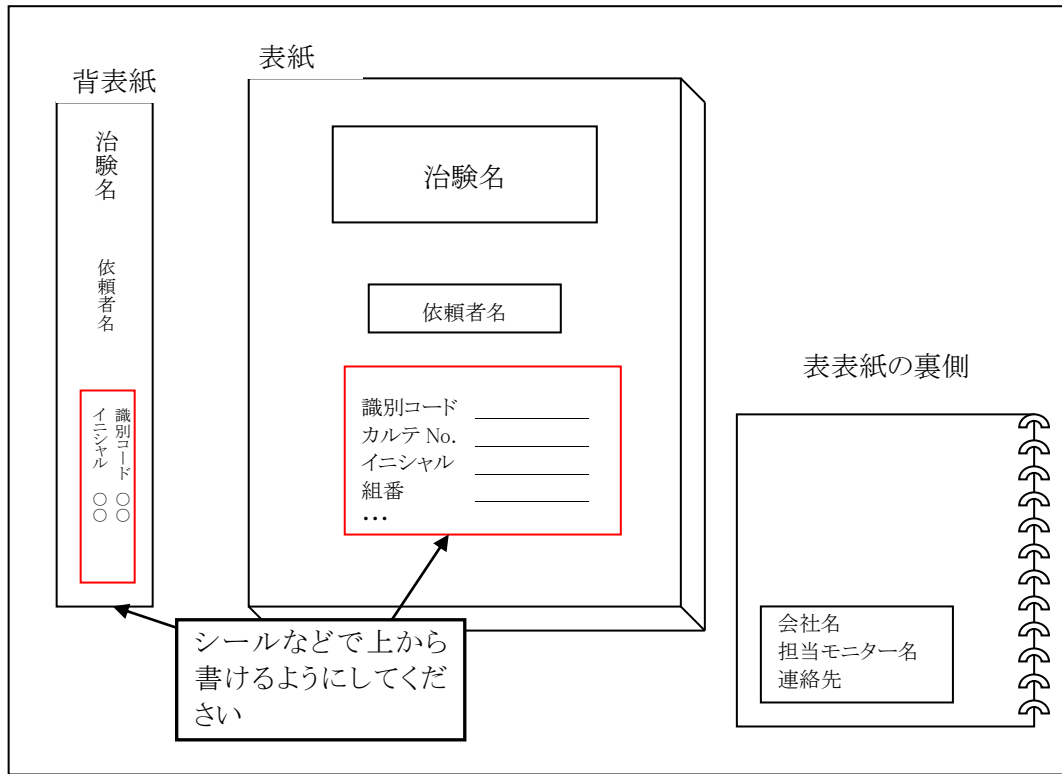 背表紙
治験名
依頼者名
識別コード ○○
イニシャル ○○
表紙
治験名
依頼者名
識別コード
カルテ No.
イニシャル
組番
・・・
シールなどで上から
書けるようにしてくだ
さい
表表紙の裏側
会社名
担当モニター名
連絡先